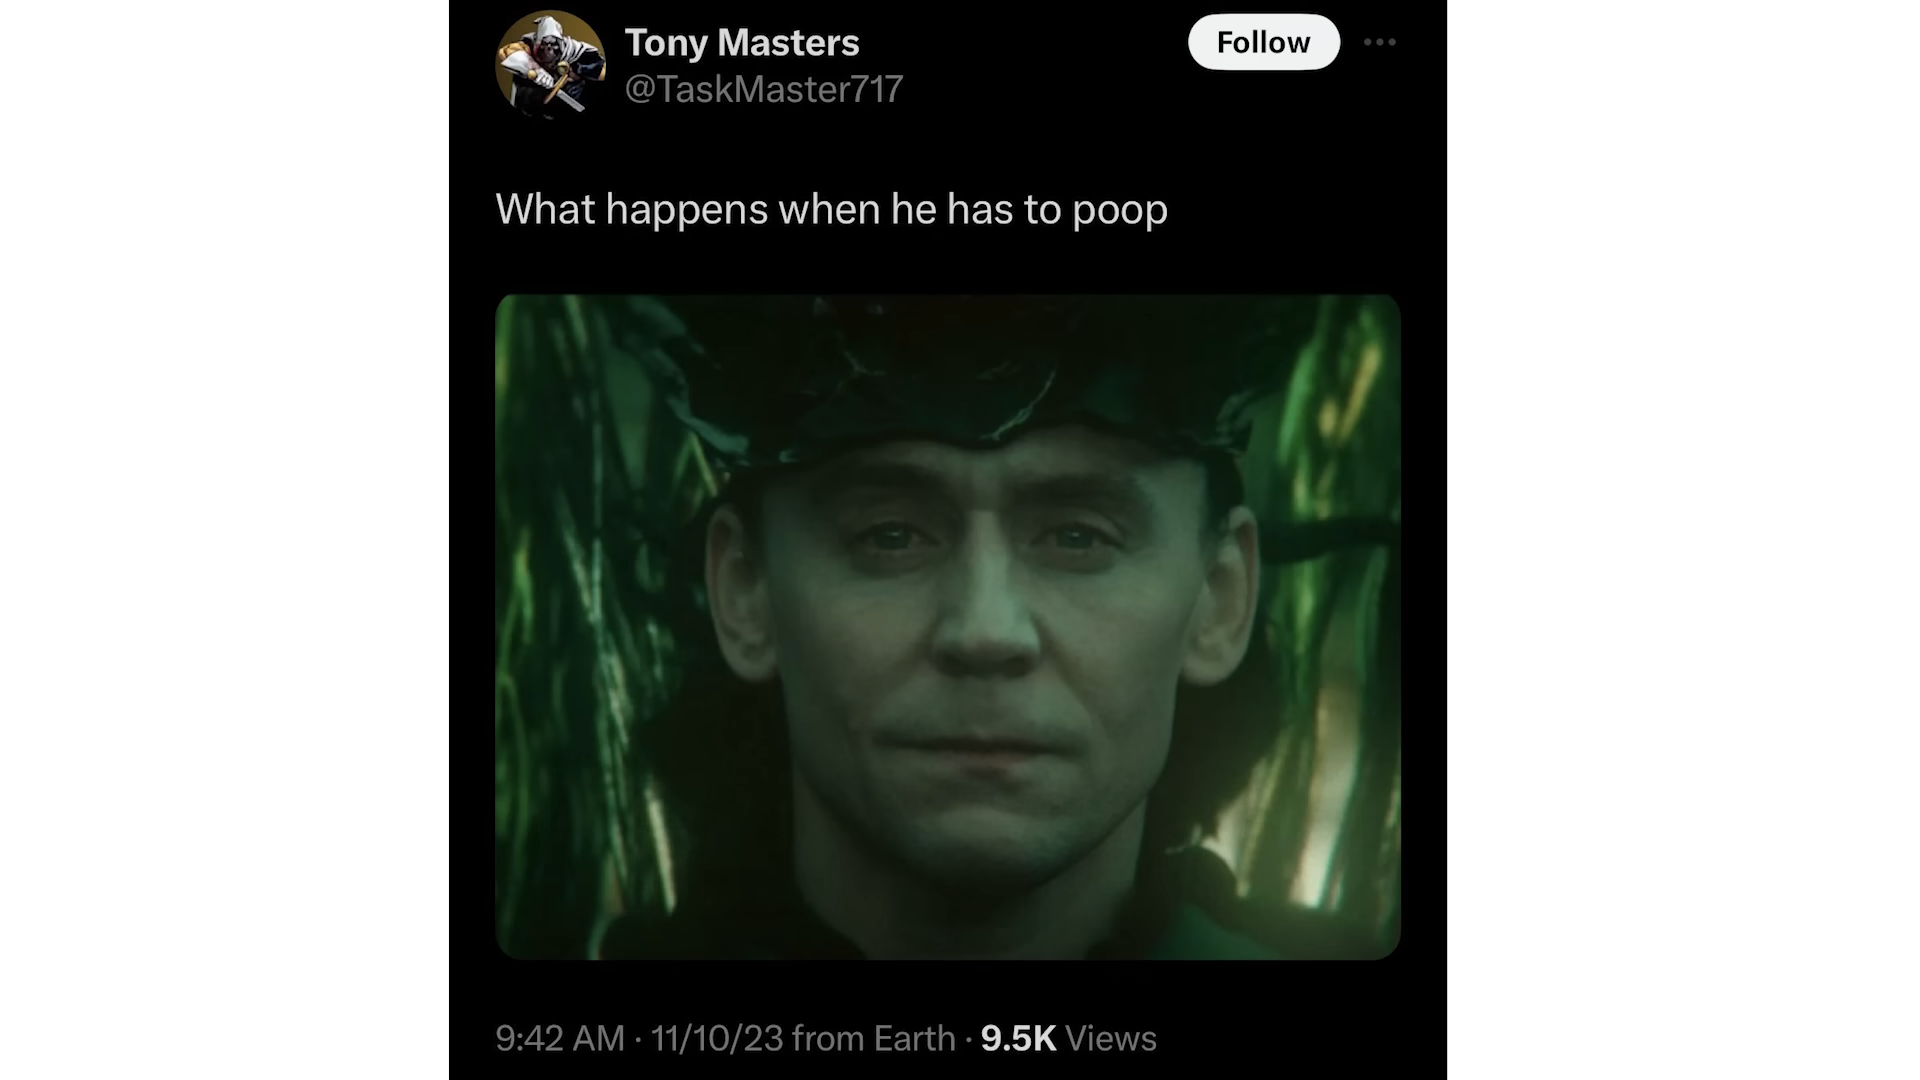 Tony Masters
Follow
@TaskMaster717
What happens when he has to poop
9:42 AM · 11/10/23 from Earth · 9.5K Views